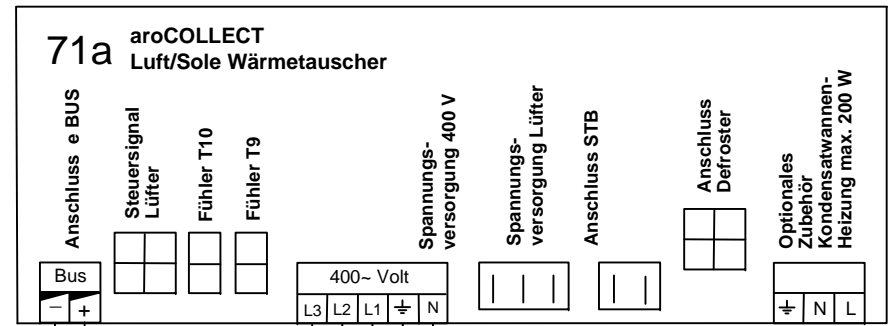 71a
aroCOLLECT
Luft/Sole Wärmetauscher
Anschluss e BUS
Steuersignal
Lüfter
Fühler T10
Fühler T9
Spannungs-
versorgung 400 V
Spannungs-
versorgung Lüfter
Anschluss STB
Anschluss
Defroster
Optionales
Zubehör
Kondensatwannen-
Heizung max. 200 W
Bus
− +
400~ Volt
L3 L2 L1 ⏚ N
⏚ N L